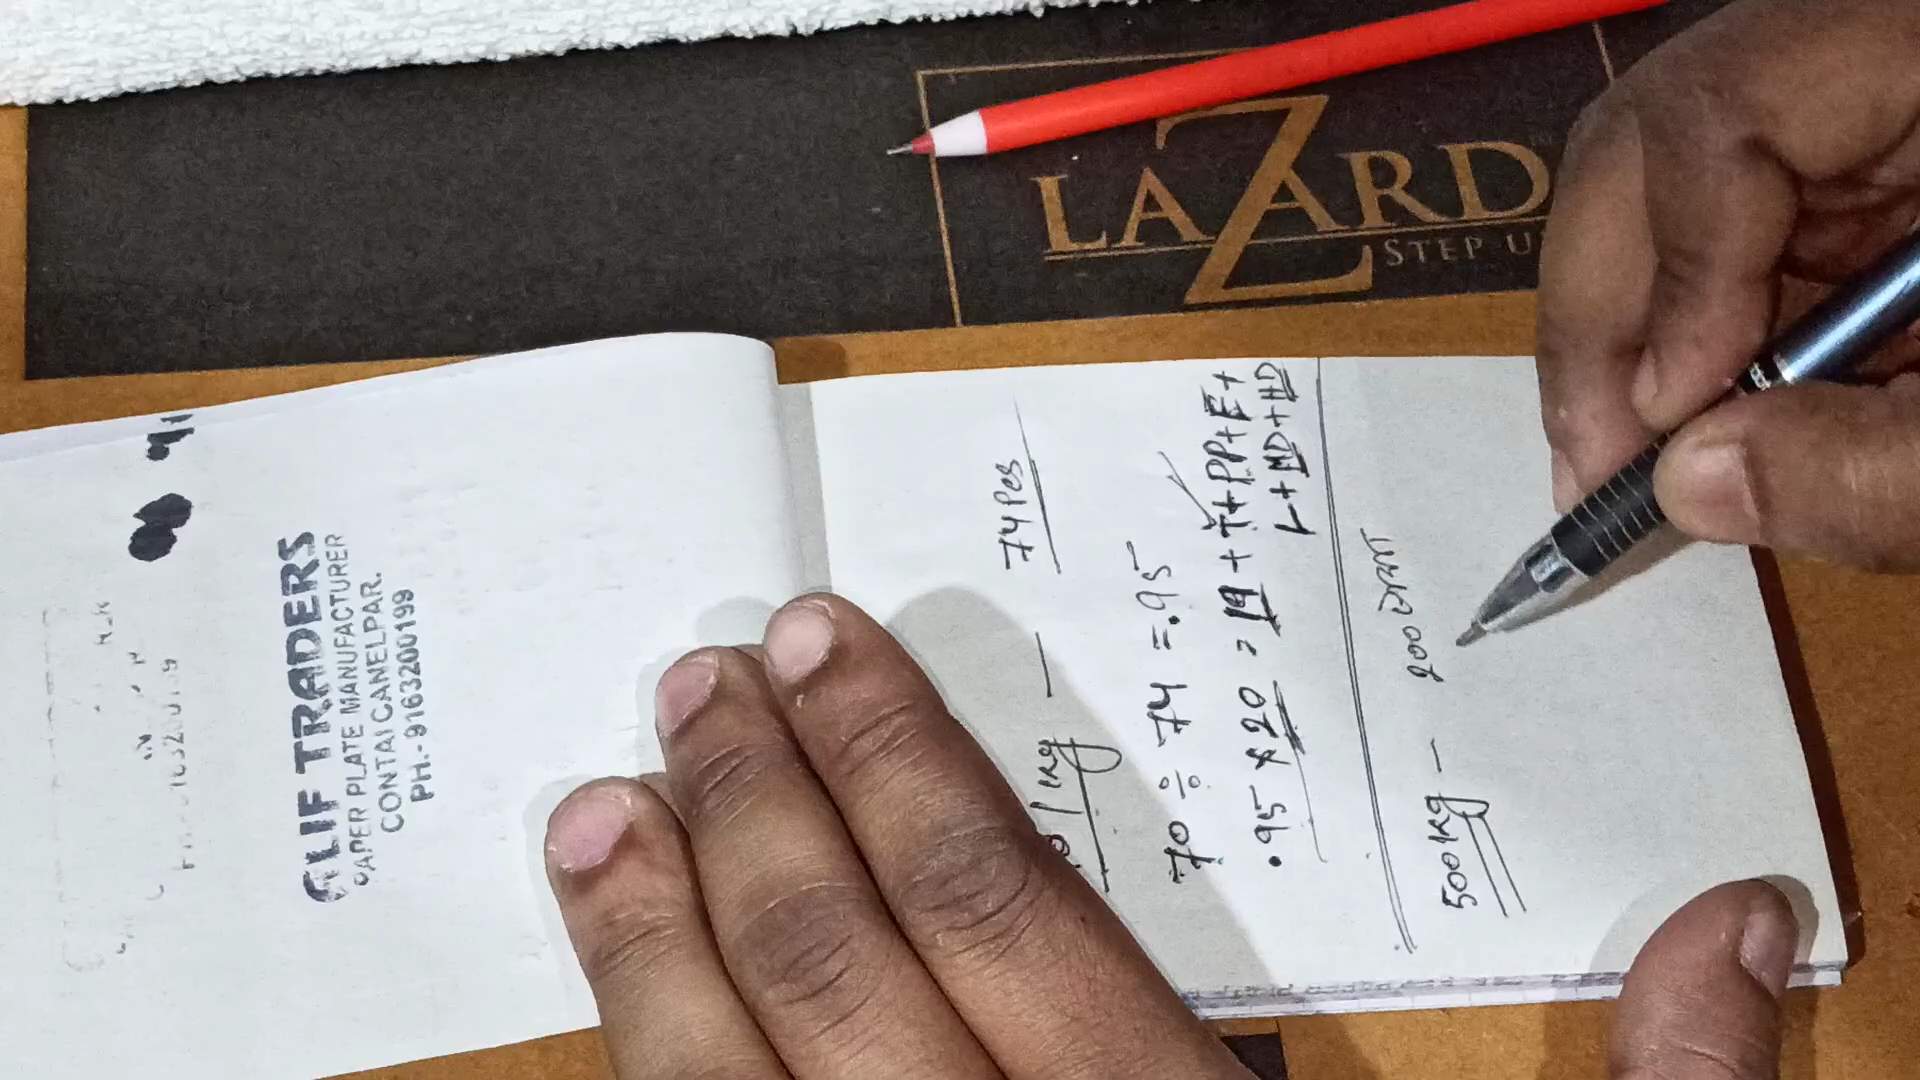 LAZARD
STEP U
ALIF TRADERS
PAPER PLATE MANUFACTURER
CONTAI CANELPAR.
PH.-9163200199
/1kg — 74 Pcs
70 ÷ 74 = .95
.95 x 20 = 19 + T + PP + E +
L + MD + HD
500 kg — 200 টাকা